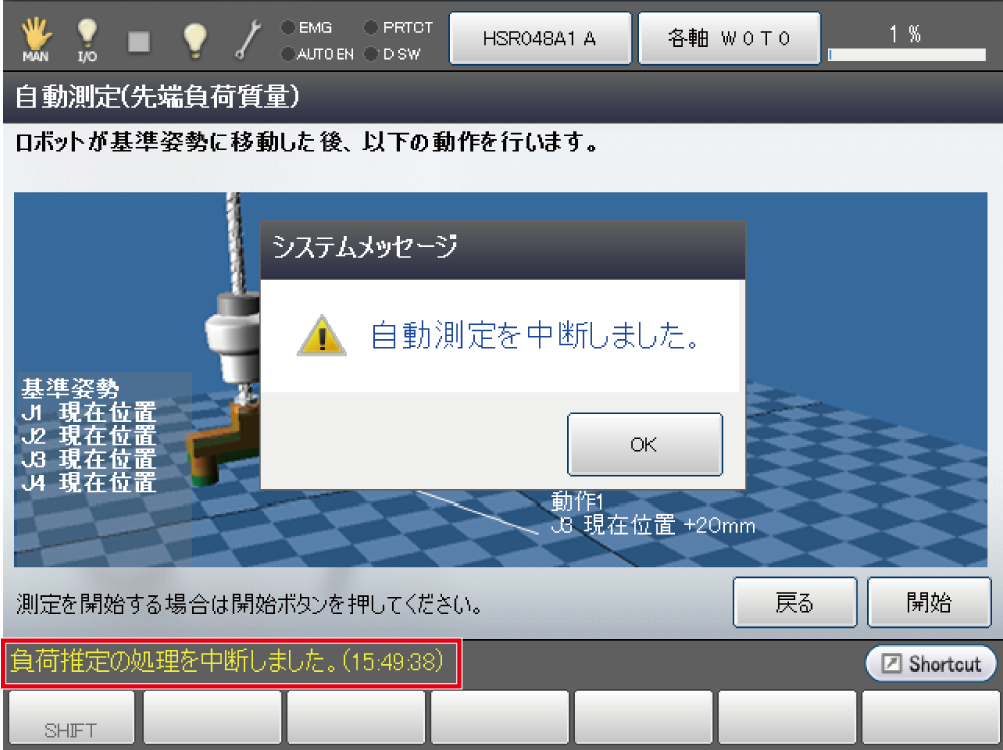 MAN
I/O
EMG
PRTCT
AUTO EN
D SW
HSR048A1 A
各軸 W0T0
1 %
自動測定(先端負荷質量)
ロボットが基準姿勢に移動した後、以下の動作を行います。
システムメッセージ
自動測定を中断しました。
OK
基準姿勢
J1 現在位置
J2 現在位置
J3 現在位置
J4 現在位置
動作1
J3 現在位置 +20mm
測定を開始する場合は開始ボタンを押してください。
戻る
開始
負荷推定の処理を中断しました。(15:49:38)
Shortcut
SHIFT